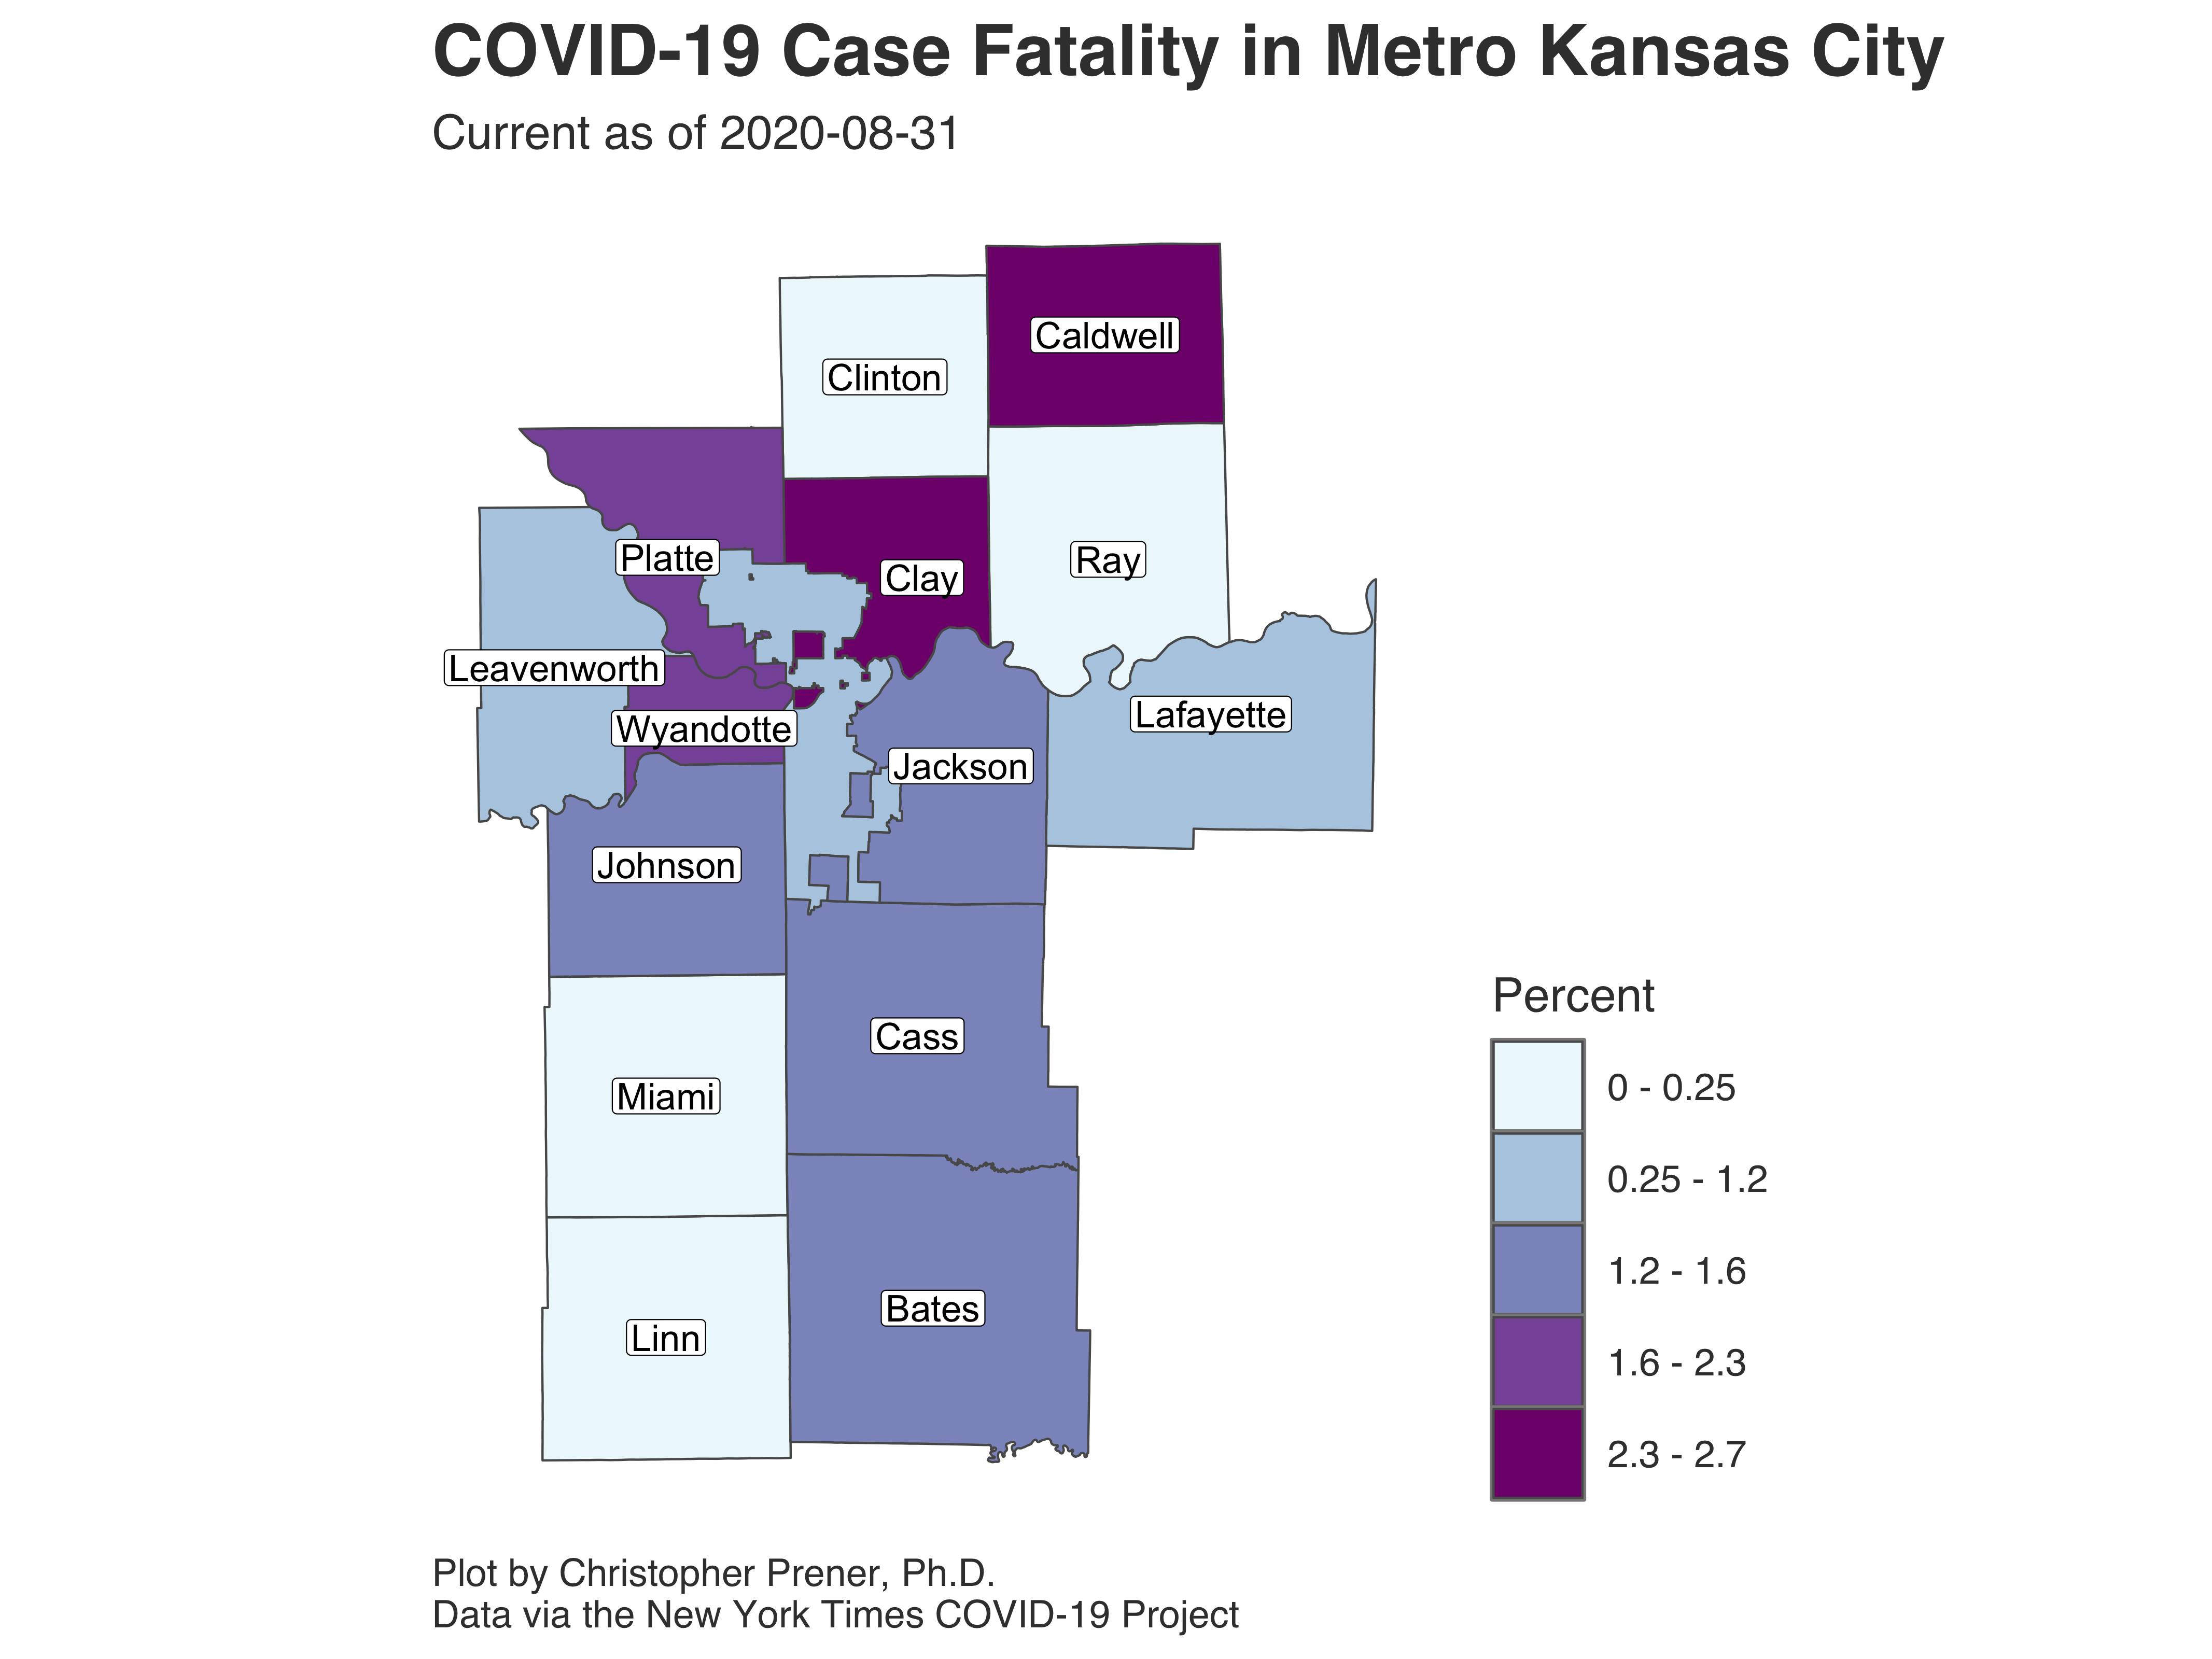 COVID-19 Case Fatality in Metro Kansas City
Current as of 2020-08-31
Caldwell
Clinton
Platte
Clay
Ray
Leavenworth
Wyandotte
Lafayette
Jackson
Johnson
Cass
Miami
Bates
Linn
Percent
0 - 0.25
0.25 - 1.2
1.2 - 1.6
1.6 - 2.3
2.3 - 2.7
Plot by Christopher Prener, Ph.D.
Data via the New York Times COVID-19 Project